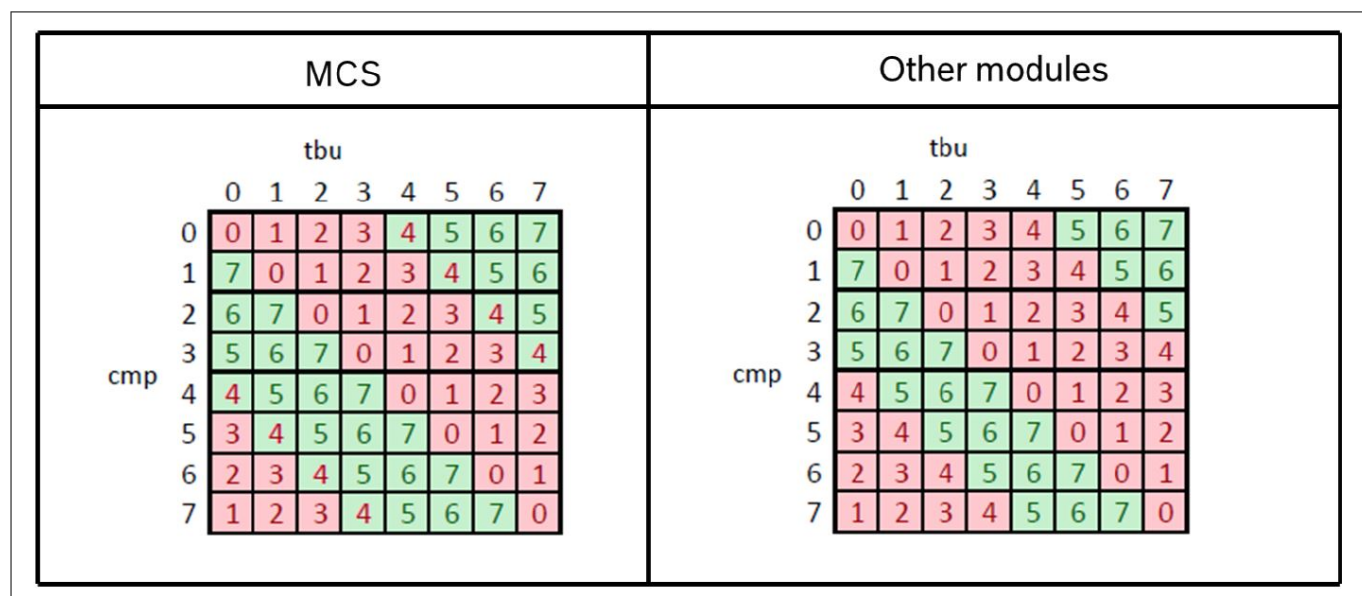 MCS Other modules
tbu tbu
0 1 2 3 4 5 6 7 0 1 2 3 4 5 6 7
0 0 1 2 3 4 5 6 7 0 0 1 2 3 4 5 6 7
1 7 0 1 2 3 4 5 6 1 7 0 1 2 3 4 5 6
2 6 7 0 1 2 3 4 5 2 6 7 0 1 2 3 4 5
3 5 6 7 0 1 2 3 4 3 5 6 7 0 1 2 3 4
cmp cmp
4 4 5 6 7 0 1 2 3 4 4 5 6 7 0 1 2 3
5 3 4 5 6 7 0 1 2 5 3 4 5 6 7 0 1 2
6 2 3 4 5 6 7 0 1 6 2 3 4 5 6 7 0 1
7 1 2 3 4 5 6 7 0 7 1 2 3 4 5 6 7 0